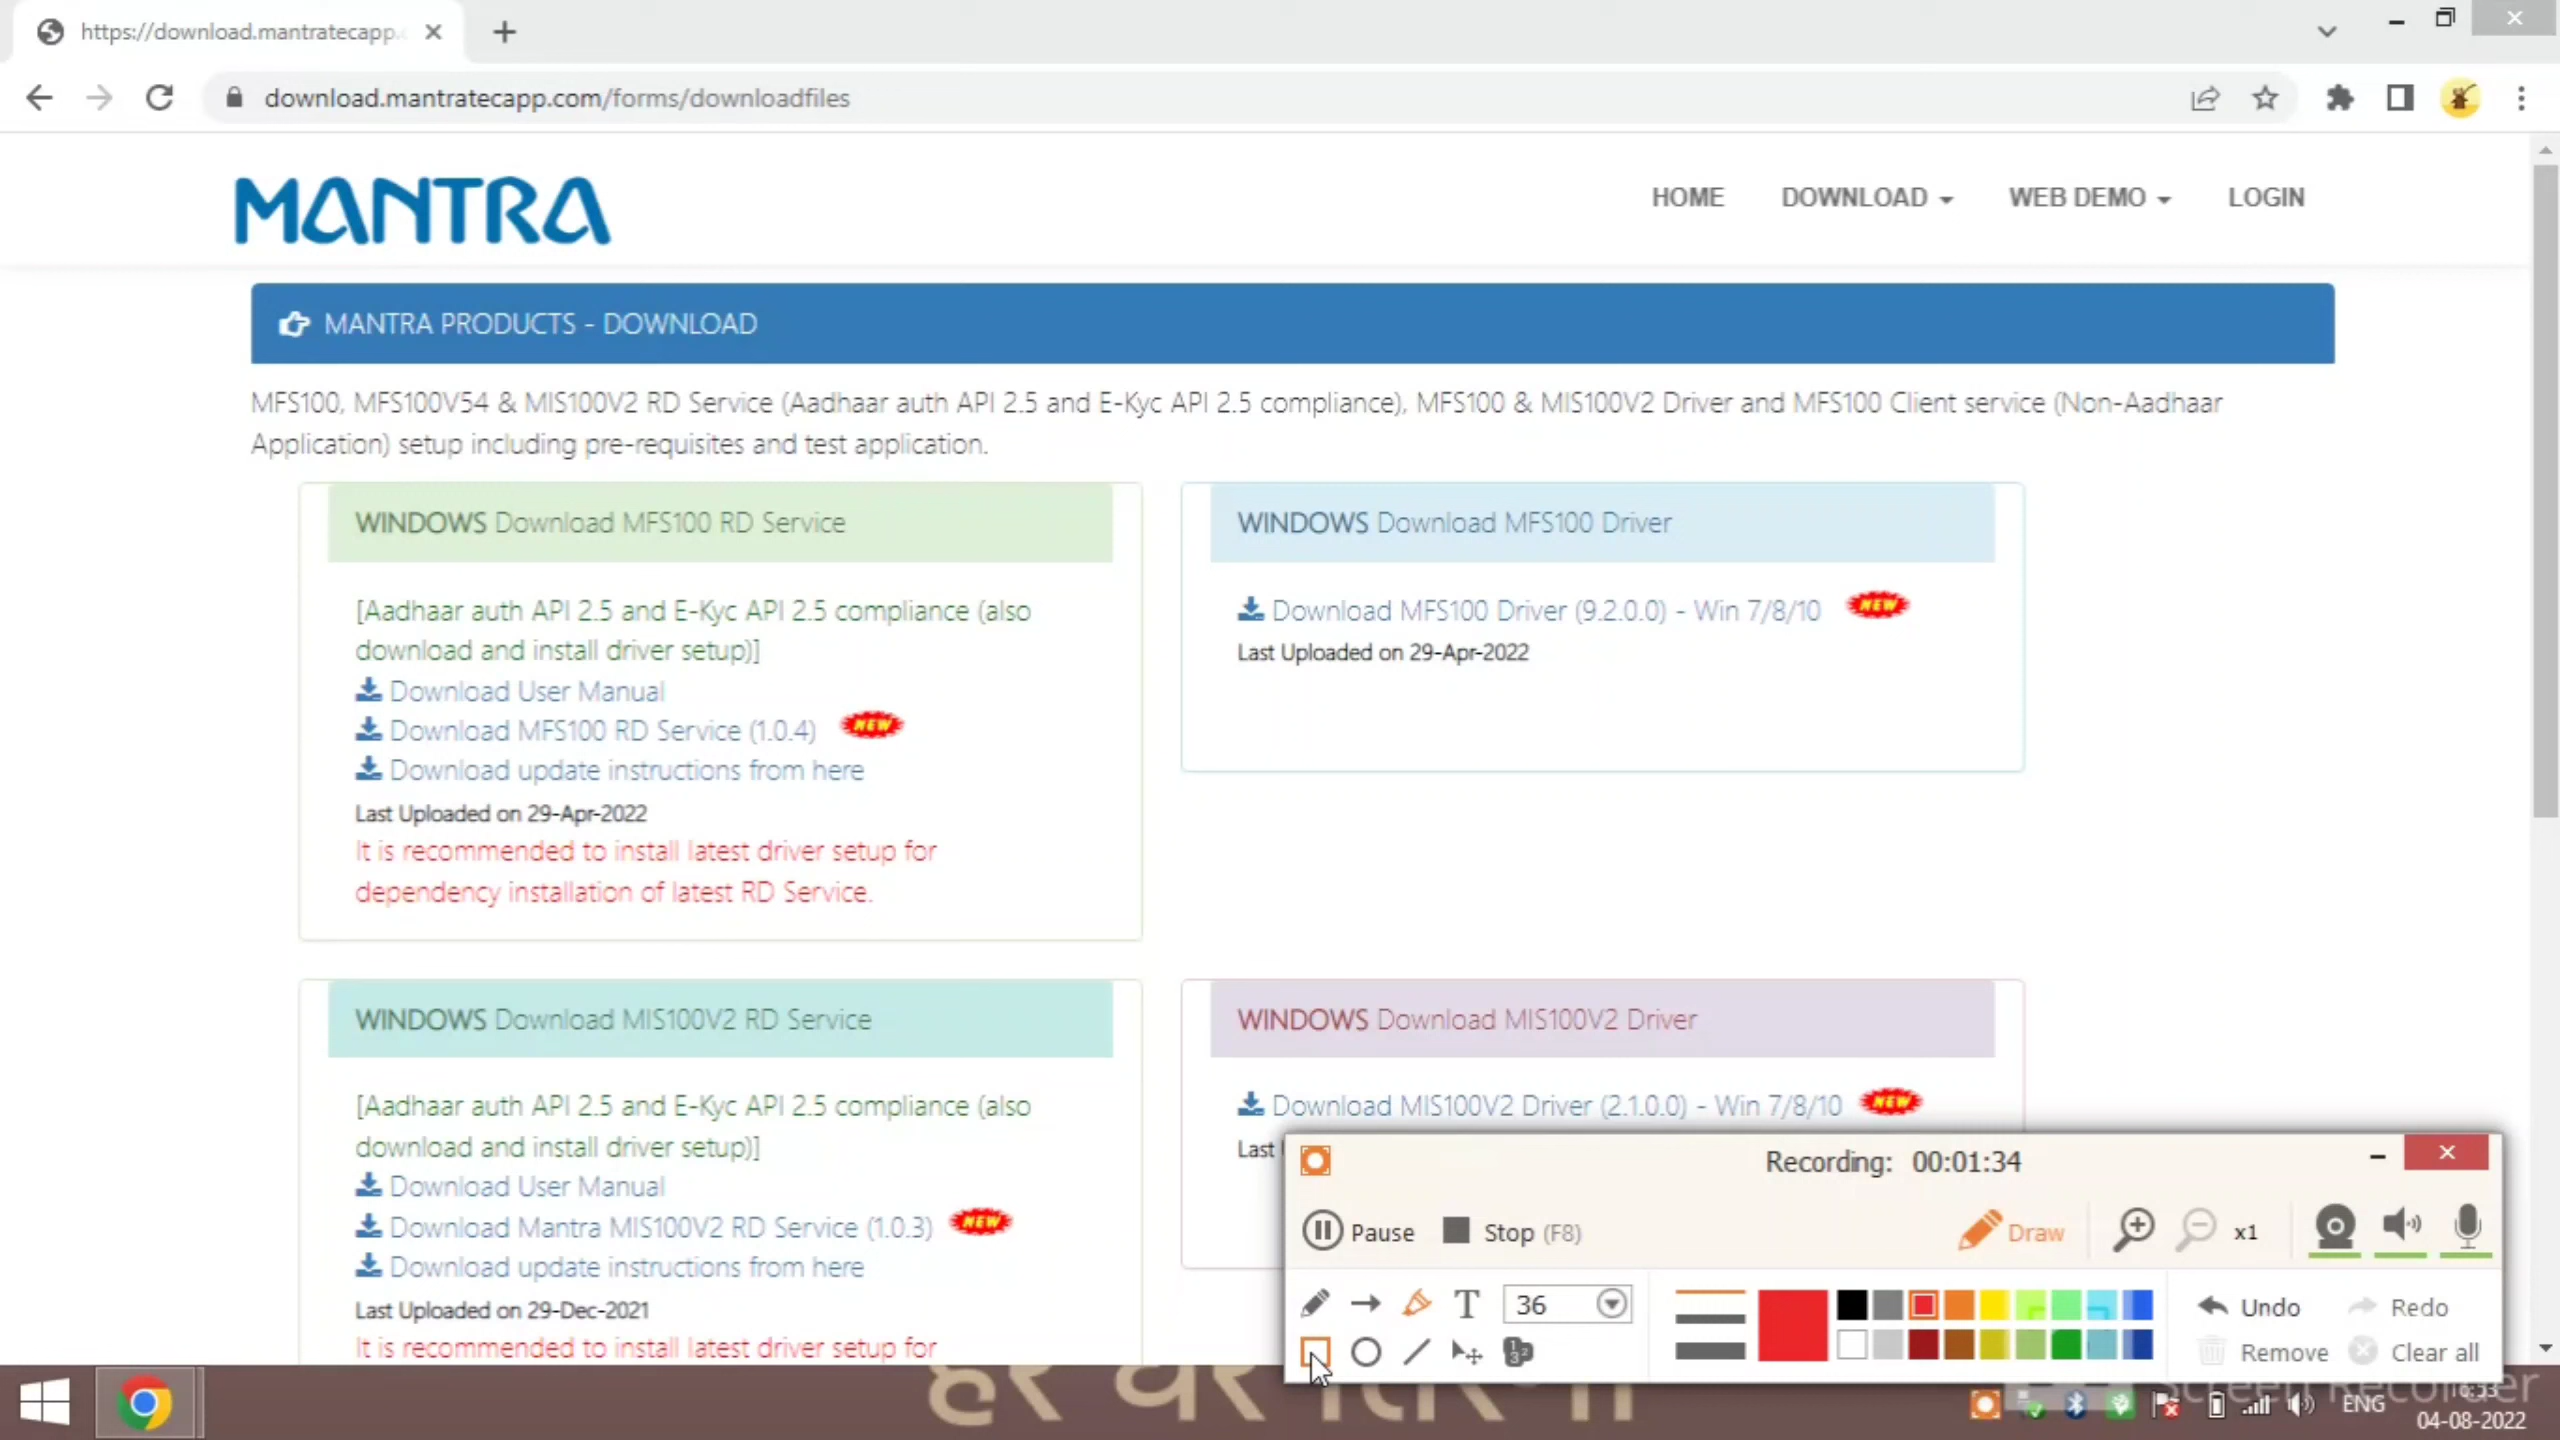 https://download.mantratecapp.
download.mantratecapp.com/forms/downloadfiles
MANTRA
HOME
DOWNLOAD
WEB DEMO
LOGIN
MANTRA PRODUCTS - DOWNLOAD
MFS100, MFS100V54 & MIS100V2 RD Service (Aadhaar auth API 2.5 and E-Kyc API 2.5 compliance), MFS100 & MIS100V2 Driver and MFS100 Client service (Non-Aadhaar
Application) setup including pre-requisites and test application.
WINDOWS Download MFS100 RD Service
[Aadhaar auth API 2.5 and E-Kyc API 2.5 compliance (also
download and install driver setup)]
Download User Manual
Download MFS100 RD Service (1.0.4) NEW
Download update instructions from here
Last Uploaded on 29-Apr-2022
It is recommended to install latest driver setup for
dependency installation of latest RD Service.
WINDOWS Download MFS100 Driver
Download MFS100 Driver (9.2.0.0) - Win 7/8/10 NEW
Last Uploaded on 29-Apr-2022
WINDOWS Download MIS100V2 RD Service
[Aadhaar auth API 2.5 and E-Kyc API 2.5 compliance (also
download and install driver setup)]
Download User Manual
Download Mantra MIS100V2 RD Service (1.0.3) NEW
Download update instructions from here
Last Uploaded on 29-Dec-2021
It is recommended to install latest driver setup for
WINDOWS Download MIS100V2 Driver
Download MIS100V2 Driver (2.1.0.0) - Win 7/8/10 NEW
Last
Recording: 00:01:34
Pause
Stop (F8)
Draw
x1
T
36
Undo
Redo
Remove
Clear all
Screen Recorder
ENG
04-08-2022